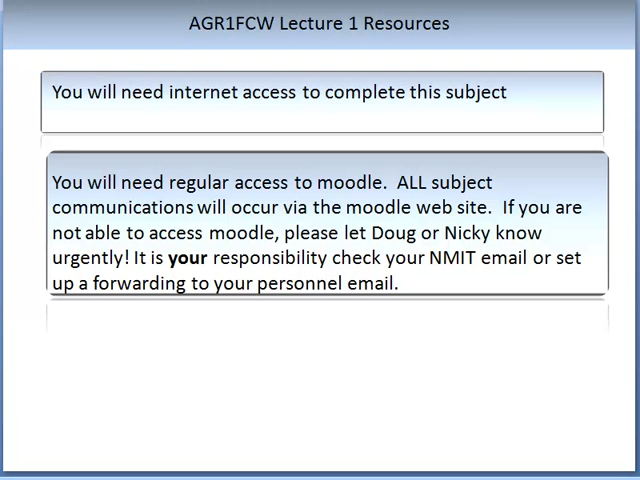 AGR1FCW Lecture 1 Resources
You will need internet access to complete this subject
You will need regular access to moodle.  ALL subject
communications will occur via the moodle web site.  If you are
not able to access moodle, please let Doug or Nicky know
urgently! It is your responsibility check your NMIT email or set
up a forwarding to your personnel email.